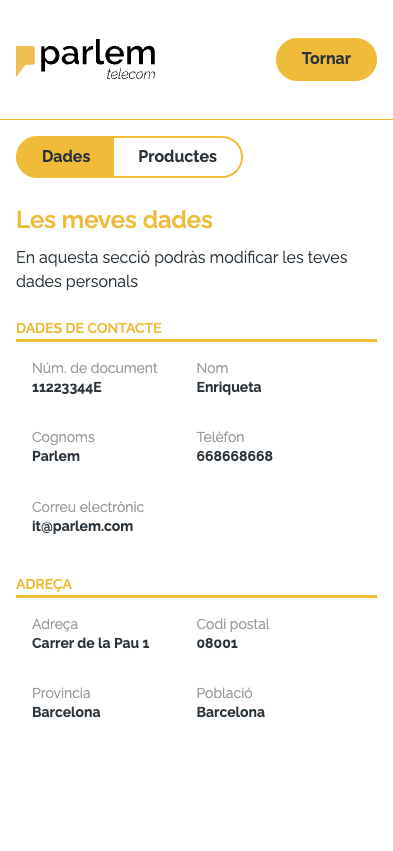 parlem
telecom
Tornar
Dades Productes
Les meves dades
En aquesta secció podràs modificar les teves
dades personals
DADES DE CONTACTE
Núm. de document Nom
11223344E Enriqueta
Cognoms Telèfon
Parlem 668668668
Correu electrònic
it@parlem.com
ADREÇA
Adreça Codi postal
Carrer de la Pau 1 08001
Província Població
Barcelona Barcelona